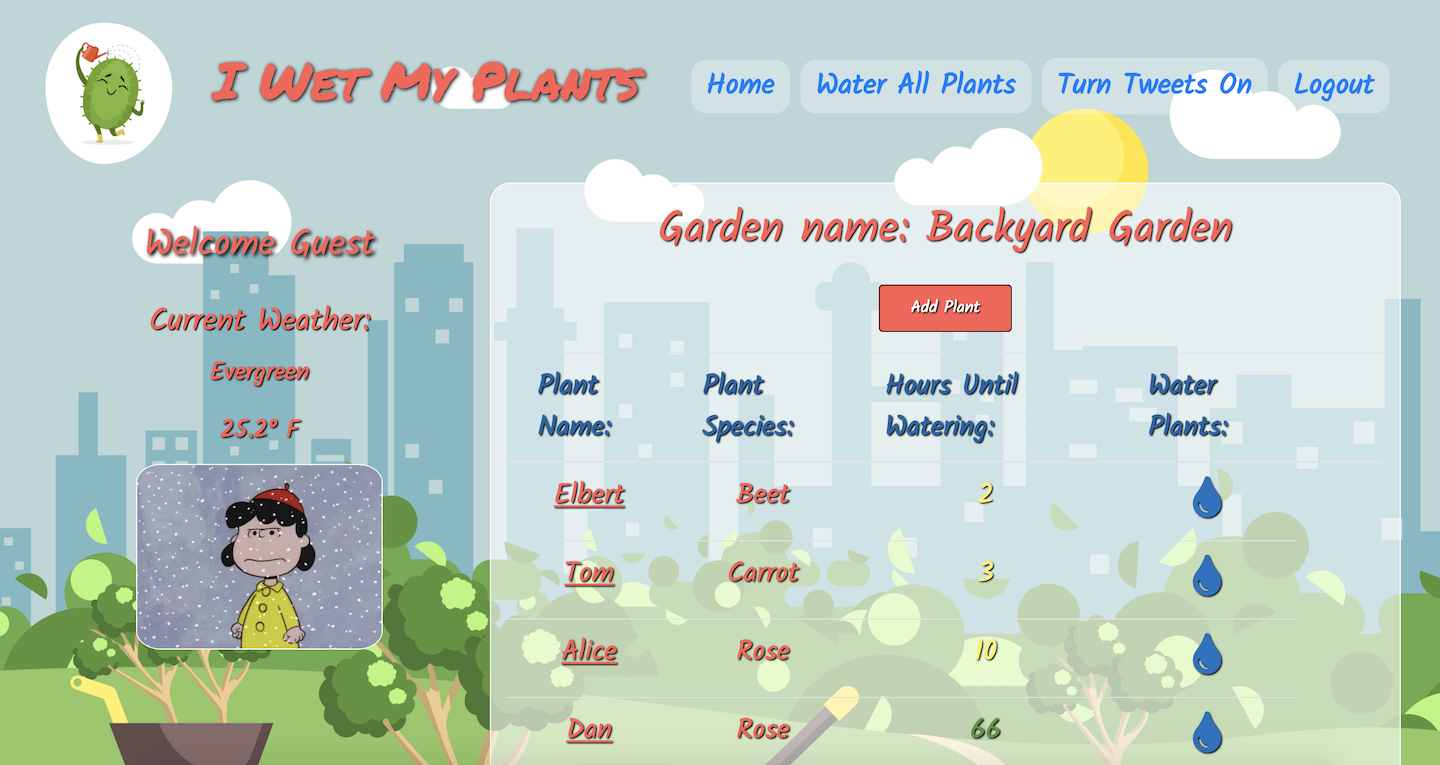 I Wet My Plants
Home
Water All Plants
Turn Tweets On
Logout
Welcome Guest
Current Weather:
Evergreen
25.2° F
Garden name: Backyard Garden
Add Plant
Plant Name:
Plant Species:
Hours Until Watering:
Water Plants:
Elbert Beet 2
Tom Carrot 3
Alice Rose 10
Dan Rose 66